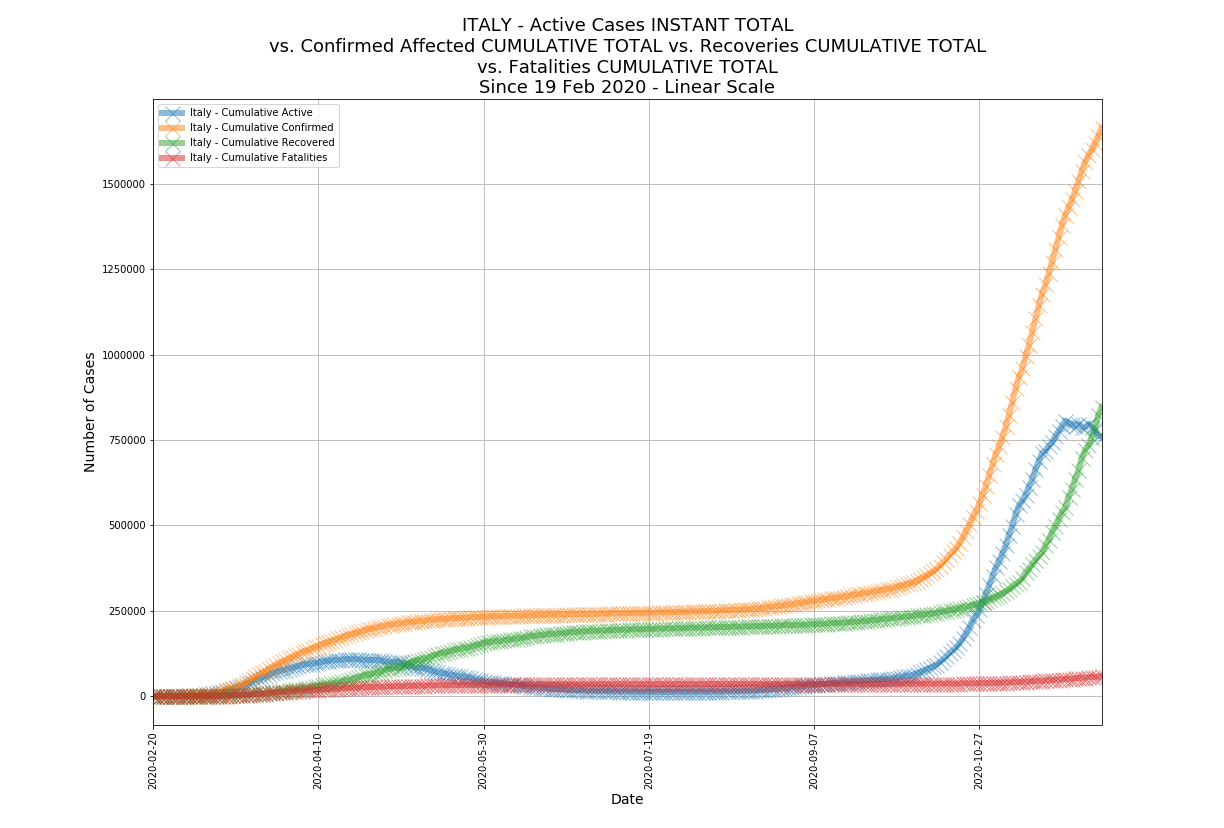 ITALY - Active Cases INSTANT TOTAL
vs. Confirmed Affected CUMULATIVE TOTAL vs. Recoveries CUMULATIVE TOTAL
vs. Fatalities CUMULATIVE TOTAL
Since 19 Feb 2020 - Linear Scale
Italy - Cumulative Active
Italy - Cumulative Confirmed
Italy - Cumulative Recovered
Italy - Cumulative Fatalities
Number of Cases
1500000
1250000
1000000
750000
500000
250000
0
2020-02-20
2020-04-10
2020-05-30
2020-07-19
2020-09-07
2020-10-27
Date